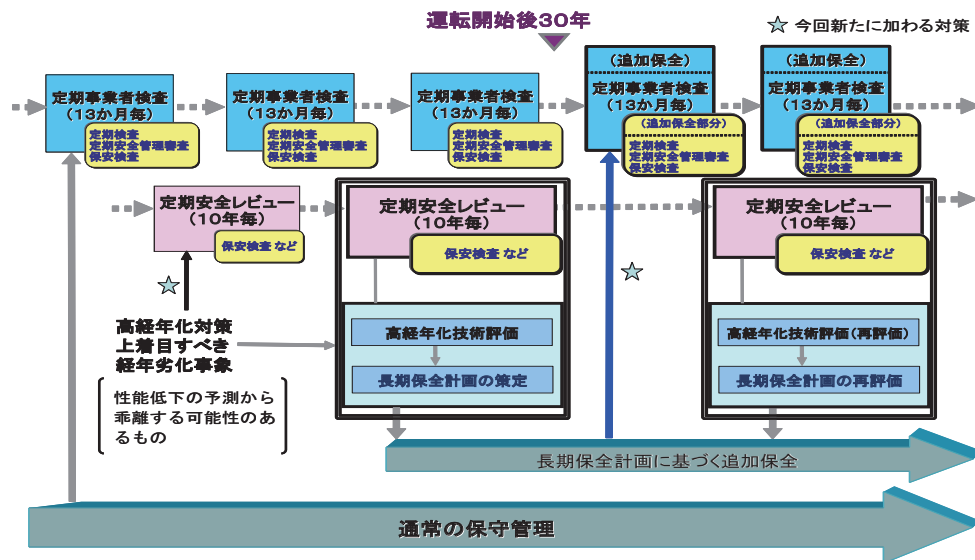 運転開始後30年
☆ 今回新たに加わる対策
定期事業者検査
(13か月毎)
定期検査
定期安全管理審査
保安検査
定期事業者検査
(13か月毎)
定期検査
定期安全管理審査
保安検査
定期事業者検査
(13か月毎)
定期検査
定期安全管理審査
保安検査
(追加保全)
定期事業者検査
(13か月毎)
(追加保全部分)
定期検査
定期安全管理審査
保安検査
(追加保全)
定期事業者検査
(13か月毎)
(追加保全部分)
定期検査
定期安全管理審査
保安検査
定期安全レビュー
(10年毎)
保安検査 など
定期安全レビュー
(10年毎)
保安検査 など
定期安全レビュー
(10年毎)
保安検査 など
高経年化対策
上着目すべき
経年劣化事象
性能低下の予測から
乖離する可能性のあ
るもの
高経年化技術評価
長期保全計画の策定
高経年化技術評価(再評価)
長期保全計画の再評価
長期保全計画に基づく追加保全
通常の保守管理